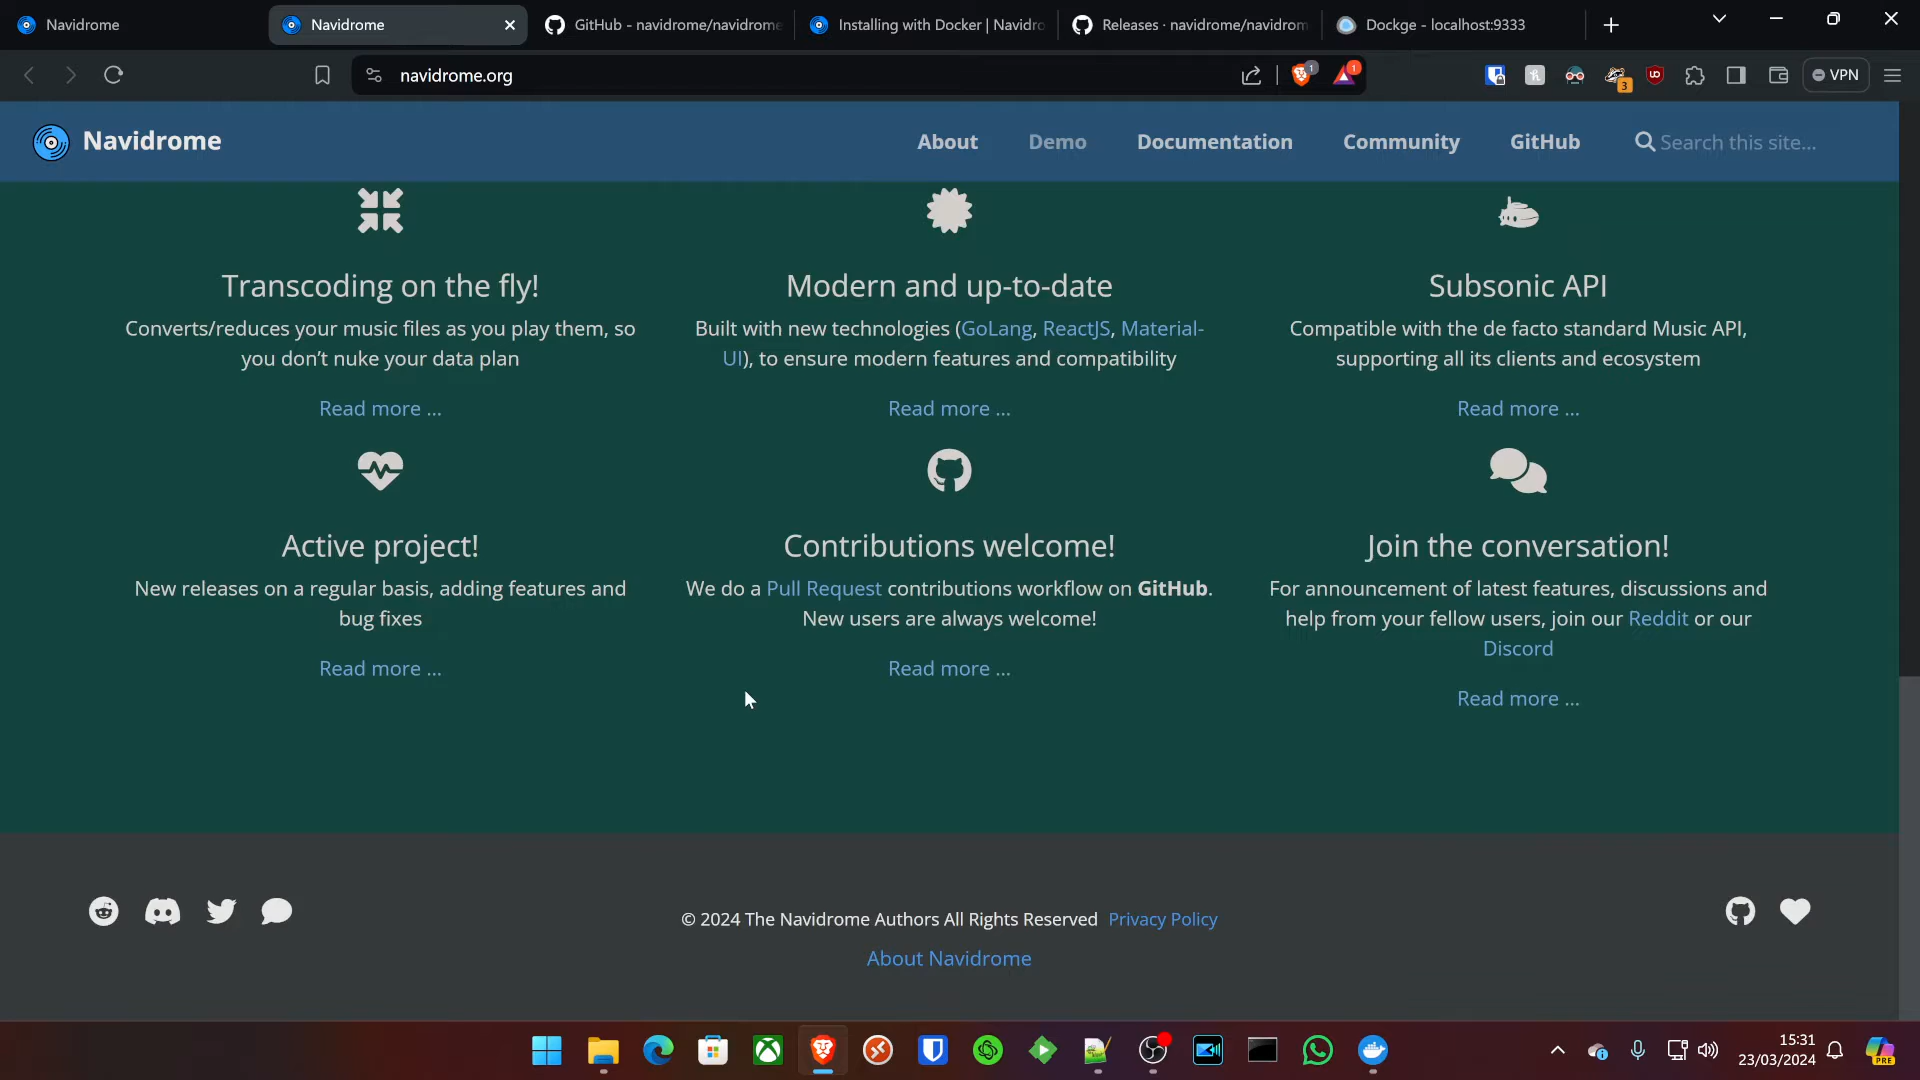 Navidrome
Navidrome
GitHub - navidrome/navidrome
Installing with Docker | Navidro
Releases · navidrome/navidrom
Dockge - localhost:9333
navidrome.org
1
1
3
VPN
Navidrome
About
Demo
Documentation
Community
GitHub
Search this site...
Transcoding on the fly!
Converts/reduces your music files as you play them, so
you don’t nuke your data plan
Read more ...
Modern and up-to-date
Built with new technologies (GoLang, ReactJS, Material-
UI), to ensure modern features and compatibility
Read more ...
Subsonic API
Compatible with the de facto standard Music API,
supporting all its clients and ecosystem
Read more ...
Active project!
New releases on a regular basis, adding features and
bug fixes
Read more ...
Contributions welcome!
We do a Pull Request contributions workflow on GitHub.
New users are always welcome!
Read more ...
Join the conversation!
For announcement of latest features, discussions and
help from your fellow users, join our Reddit or our
Discord
Read more ...
© 2024 The Navidrome Authors All Rights Reserved Privacy Policy
About Navidrome
15:31
23/03/2024
PRE